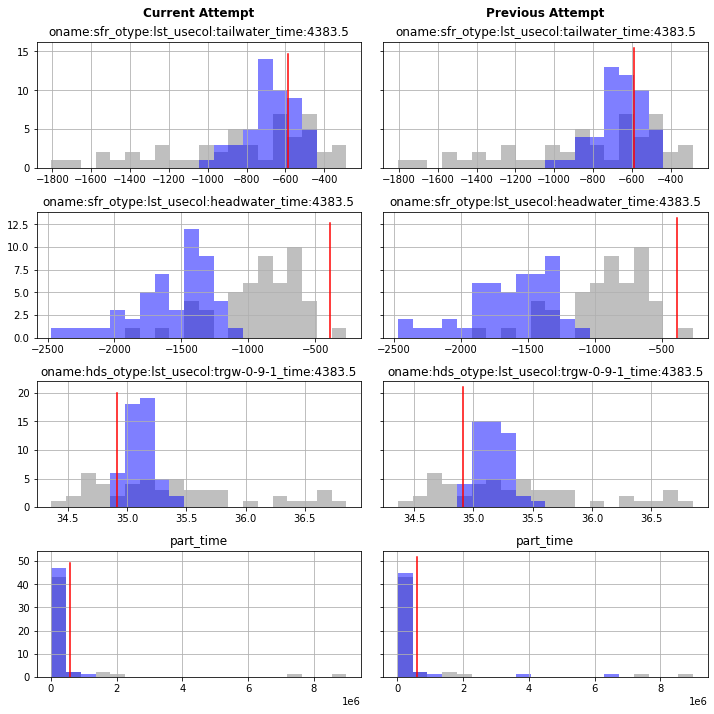 Current Attempt Previous Attempt
oname:sfr_otype:lst_usecol:tailwater_time:4383.5 oname:sfr_otype:lst_usecol:tailwater_time:4383.5
15
10
5
0
−1800 −1600 −1400 −1200 −1000 −800 −600 −400 −1800 −1600 −1400 −1200 −1000 −800 −600 −400
oname:sfr_otype:lst_usecol:headwater_time:4383.5 oname:sfr_otype:lst_usecol:headwater_time:4383.5
12.5
10.0
7.5
5.0
2.5
0.0
−2500 −2000 −1500 −1000 −500 −2500 −2000 −1500 −1000 −500
oname:hds_otype:lst_usecol:trgw-0-9-1_time:4383.5 oname:hds_otype:lst_usecol:trgw-0-9-1_time:4383.5
20
15
10
5
0
34.5 35.0 35.5 36.0 36.5 34.5 35.0 35.5 36.0 36.5
part_time part_time
50
40
30
20
10
0
0 2 4 6 8 0 2 4 6 8
1e6 1e6